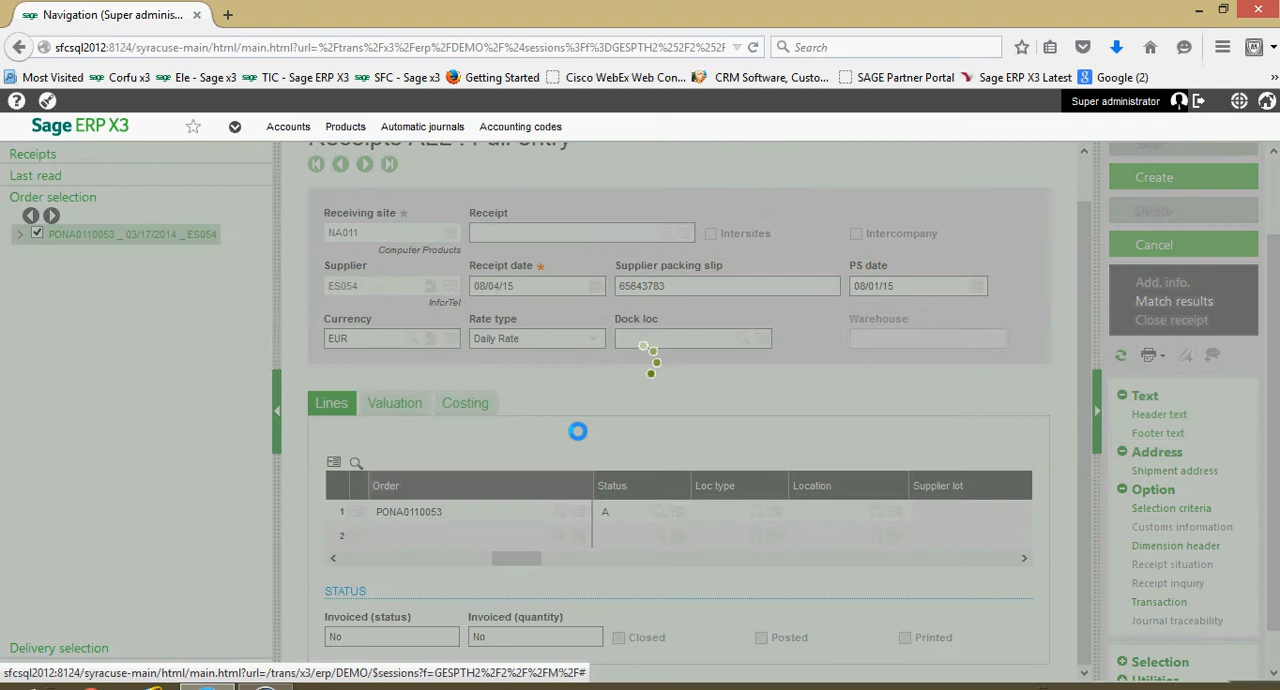 Navigation (Super adminis...
sfcsql2012:8124/syracuse-main/html/main.html?url=%2Ftrans%2Fx3%2Ferp%2FDEMO%2F%24sessions%3Ff%3DGESPTH2%252F2%252F%2F
Search
Most Visited
Corfu x3
Ele - Sage x3
TIC - Sage ERP X3
SFC - Sage x3
Getting Started
Cisco WebEx Web Con...
CRM Software, Custo...
SAGE Partner Portal
Sage ERP X3 Latest
Google (2)
Super administrator
Sage ERP X3
Accounts
Products
Automatic journals
Accounting codes
Receipts
Last read
Order selection
PONA0110053 _ 03/17/2014 _ ES054
Delivery selection
Receipts ALL : Full entry
Receiving site *
Receipt
NA011
Intersites
Intercompany
Computer Products
Supplier
Receipt date *
Supplier packing slip
PS date
ES054
08/04/15
65643783
08/01/15
InforTel
Currency
Rate type
Dock loc
Warehouse
EUR
Daily Rate
Lines
Valuation
Costing
Order
Status
Loc type
Location
Supplier lot
1
PONA0110053
A
2
STATUS
Invoiced (status)
Invoiced (quantity)
No
No
Closed
Posted
Printed
Create
Delete
Cancel
Add, info.
Match results
Close receipt
Text
Header text
Footer text
Address
Shipment address
Option
Selection criteria
Customs information
Dimension header
Receipt situation
Receipt inquiry
Transaction
Journal traceability
Selection
sfcsql2012:8124/syracuse-main/html/main.html?url=/trans/x3/erp/DEMO/$sessions?f=GESPTH2%2F2%2F%2FM%2F#